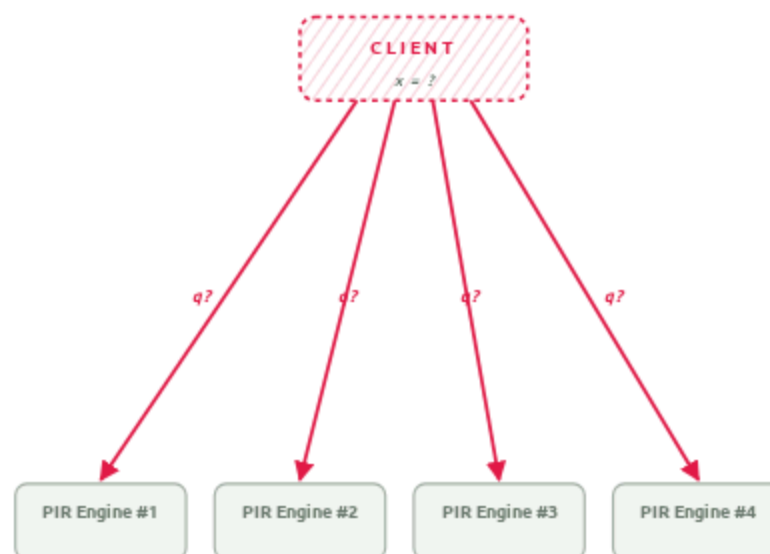 CLIENT
x = ?
q? q? q? q?
PIR Engine #1 PIR Engine #2 PIR Engine #3 PIR Engine #4